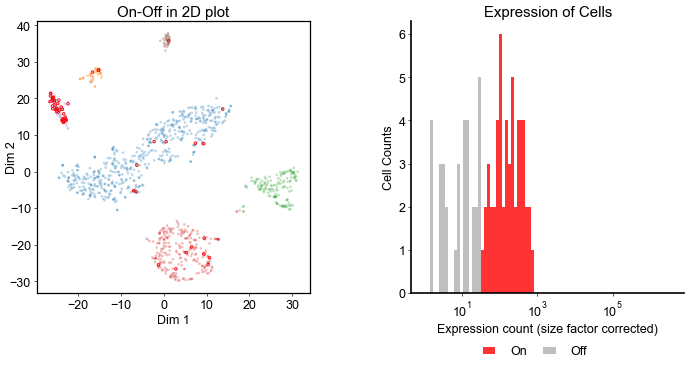 On-Off in 2D plot
40
30
20
10
0
−10
−20
−30
Dim 2
−20 −10 0 10 20 30
Dim 1
Expression of Cells
6
5
4
3
2
1
0
Cell Counts
10¹ 10³ 10⁵
Expression count (size factor corrected)
On Off